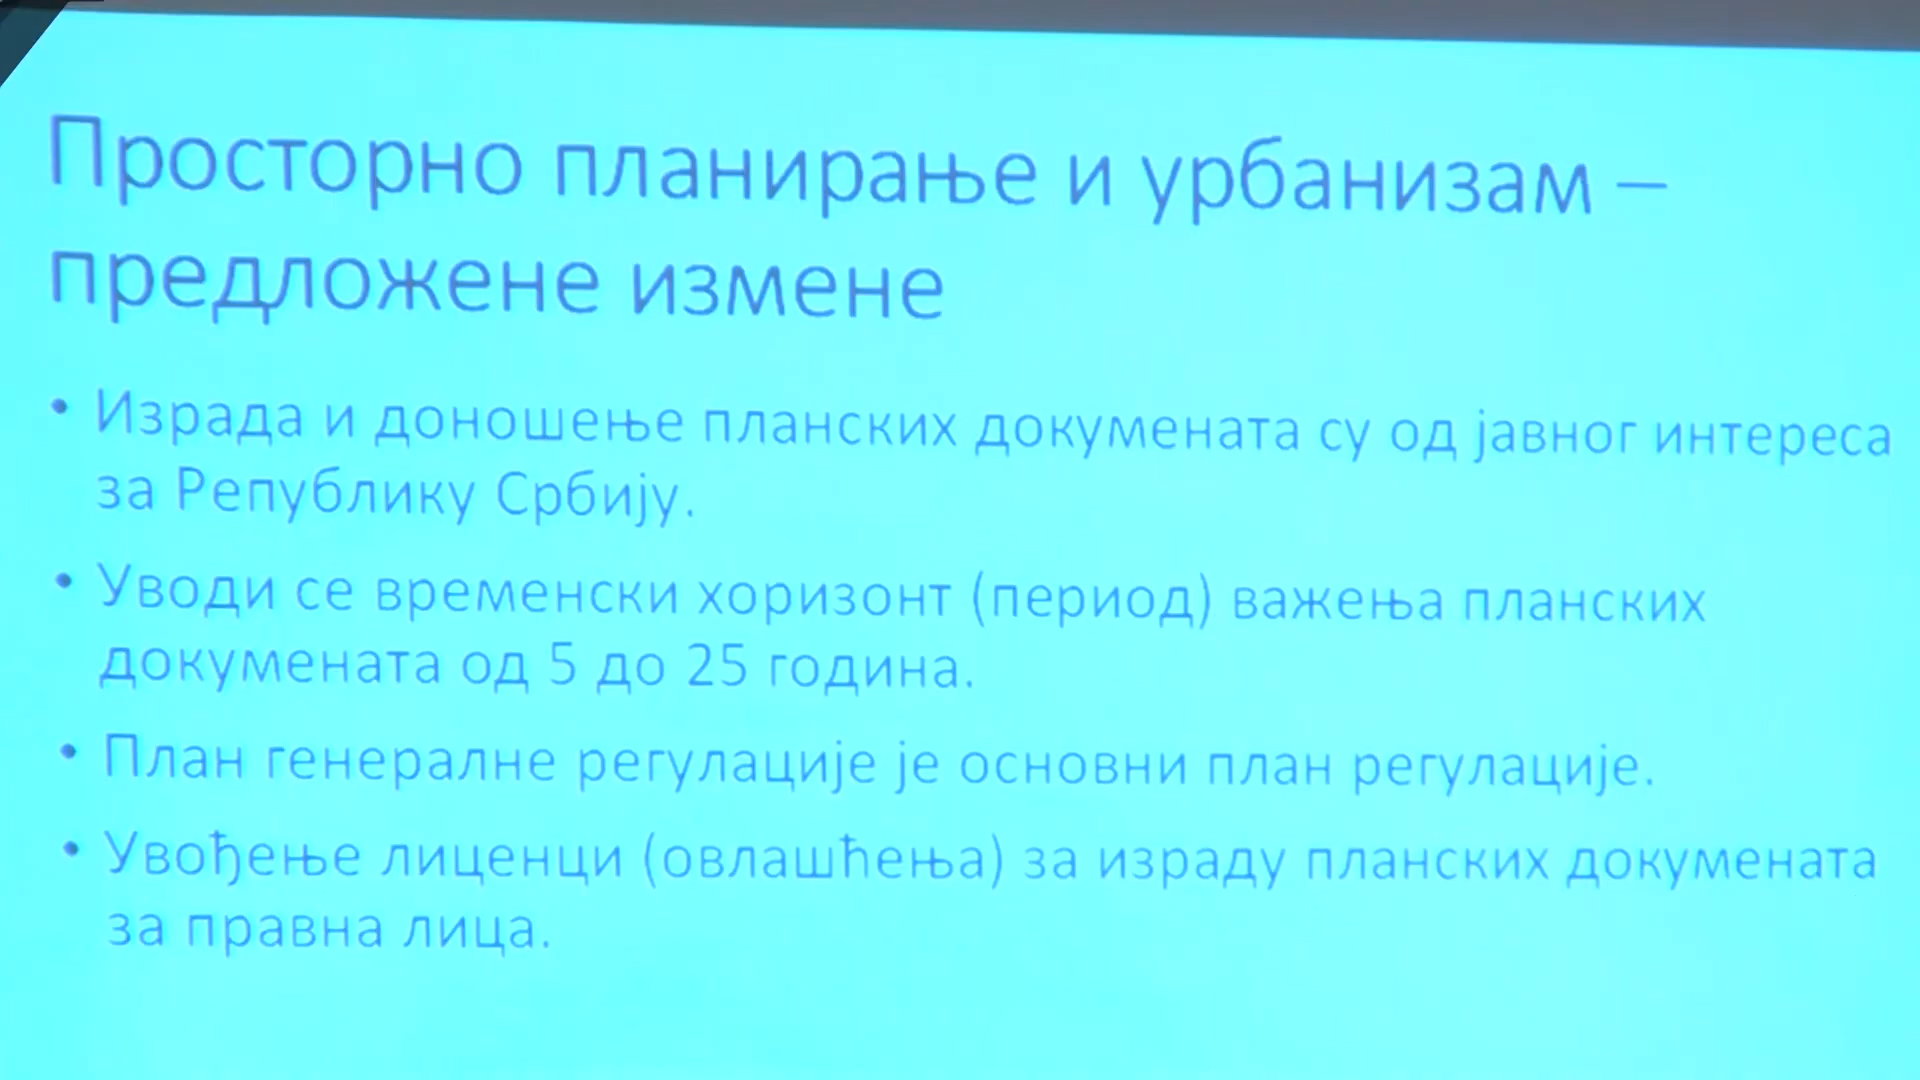 Просторно планирање и урбанизам –
предложене измене
• Израда и доношење планских докумената су од јавног интереса
за Републику Србију.
• Уводи се временски хоризонт (период) важења планских
докумената од 5 до 25 година.
• План генералне регулације је основни план регулације.
• Увођење лиценци (овлашћења) за израду планских докумената
за правна лица.